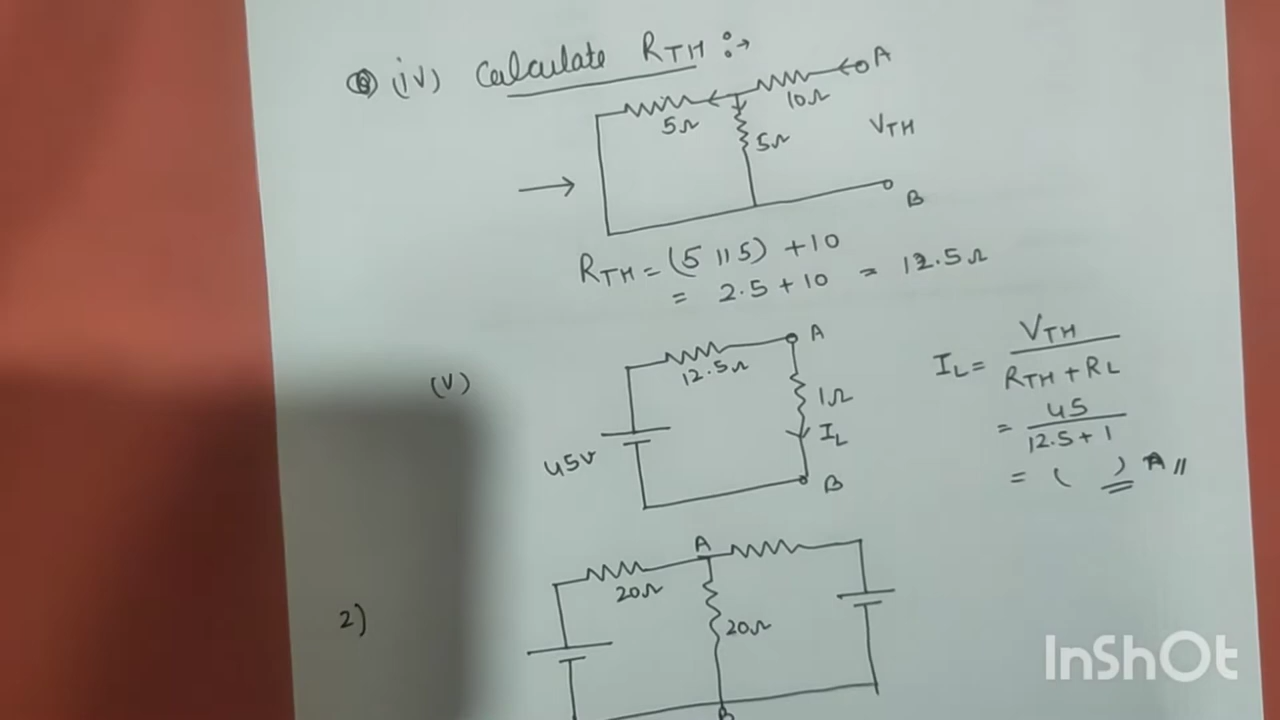 (iv) Calculate RTH :→
A
10Ω
5Ω
5Ω
VTH
B
RTH = (5 || 5) + 10
= 2.5 + 10 = 12.5Ω
(V)
12.5Ω
A
1Ω
IL
B
45V
IL = VTH / RTH + RL
= 45 / 12.5 + 1
= ( ) A //
2)
A
20Ω
20Ω
B
InShOt